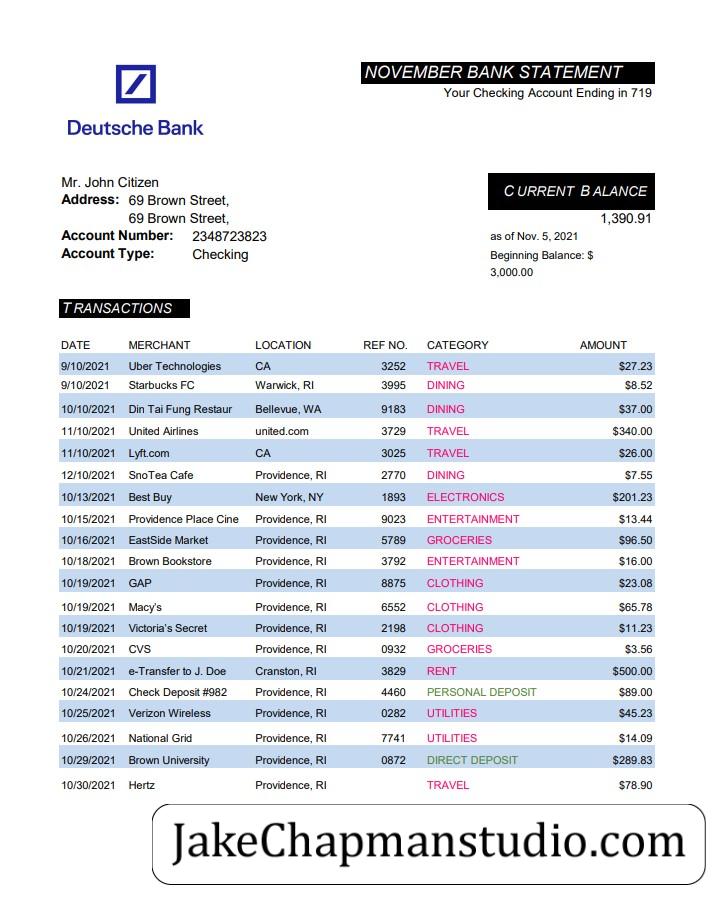 NOVEMBER BANK STATEMENT
Your Checking Account Ending in 719
Deutsche Bank
Mr. John Citizen
Address: 69 Brown Street,
69 Brown Street,
Account Number: 2348723823
Account Type: Checking
CURRENT BALANCE
1,390.91
as of Nov. 5, 2021
Beginning Balance: $
3,000.00
TRANSACTIONS
DATE MERCHANT LOCATION REF NO. CATEGORY AMOUNT
9/10/2021 Uber Technologies CA 3252 TRAVEL $27.23
9/10/2021 Starbucks FC Warwick, RI 3995 DINING $8.52
10/10/2021 Din Tai Fung Restaur Bellevue, WA 9183 DINING $37.00
11/10/2021 United Airlines united.com 3729 TRAVEL $340.00
11/10/2021 Lyft.com CA 3025 TRAVEL $26.00
12/10/2021 SnoTea Cafe Providence, RI 2770 DINING $7.55
10/13/2021 Best Buy New York, NY 1893 ELECTRONICS $201.23
10/15/2021 Providence Place Cine Providence, RI 9023 ENTERTAINMENT $13.44
10/16/2021 EastSide Market Providence, RI 5789 GROCERIES $96.50
10/18/2021 Brown Bookstore Providence, RI 3792 ENTERTAINMENT $16.00
10/19/2021 GAP Providence, RI 8875 CLOTHING $23.08
10/19/2021 Macy's Providence, RI 6552 CLOTHING $65.78
10/19/2021 Victoria's Secret Providence, RI 2198 CLOTHING $11.23
10/20/2021 CVS Providence, RI 0932 GROCERIES $3.56
10/21/2021 e-Transfer to J. Doe Cranston, RI 3829 RENT $500.00
10/24/2021 Check Deposit #982 Providence, RI 4460 PERSONAL DEPOSIT $89.00
10/25/2021 Verizon Wireless Providence, RI 0282 UTILITIES $45.23
10/26/2021 National Grid Providence, RI 7741 UTILITIES $14.09
10/29/2021 Brown University Providence, RI 0872 DIRECT DEPOSIT $289.83
10/30/2021 Hertz Providence, RI TRAVEL $78.90
JakeChapmanstudio.com